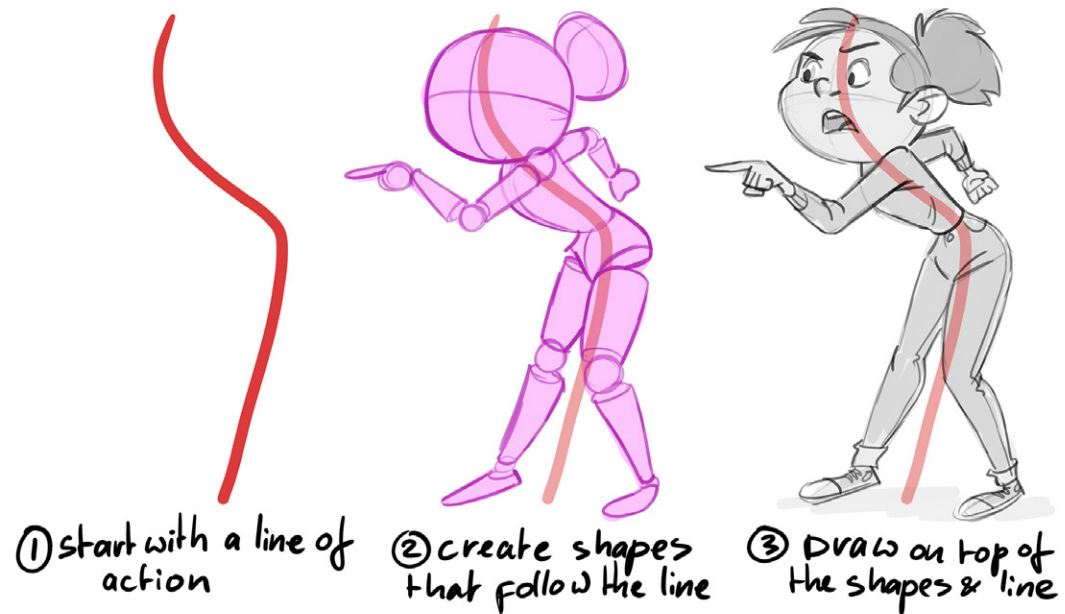 ① start with a line of
action
② create shapes
that follow the line
③ Draw on top of
the shapes & line